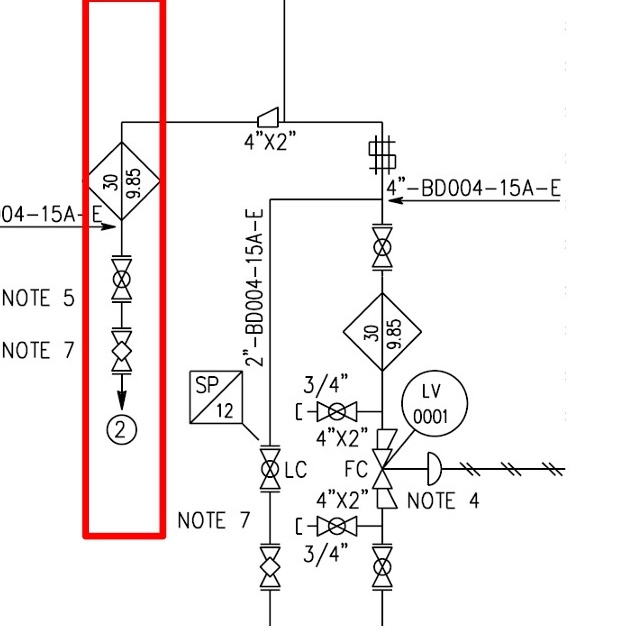 4"X2"
30
9.85
4"-BD004-15A-E
04-15A-E
2"-BD004-15A-E
NOTE 5
30
9.85
NOTE 7
SP
12
3/4"
LV
0001
2
4"X2"
LC
FC
4"X2"
NOTE 4
NOTE 7
3/4"